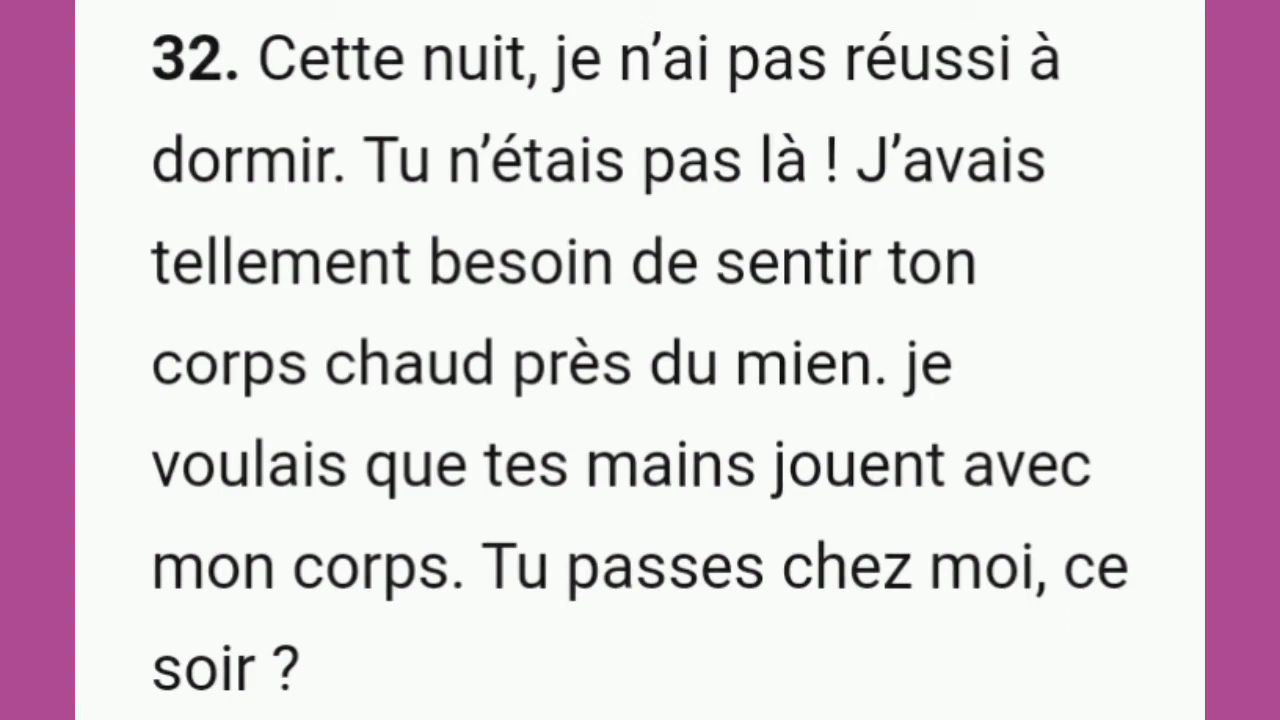 32. Cette nuit, je n’ai pas réussi à
dormir. Tu n’étais pas là ! J’avais
tellement besoin de sentir ton
corps chaud près du mien. je
voulais que tes mains jouent avec
mon corps. Tu passes chez moi, ce
soir ?